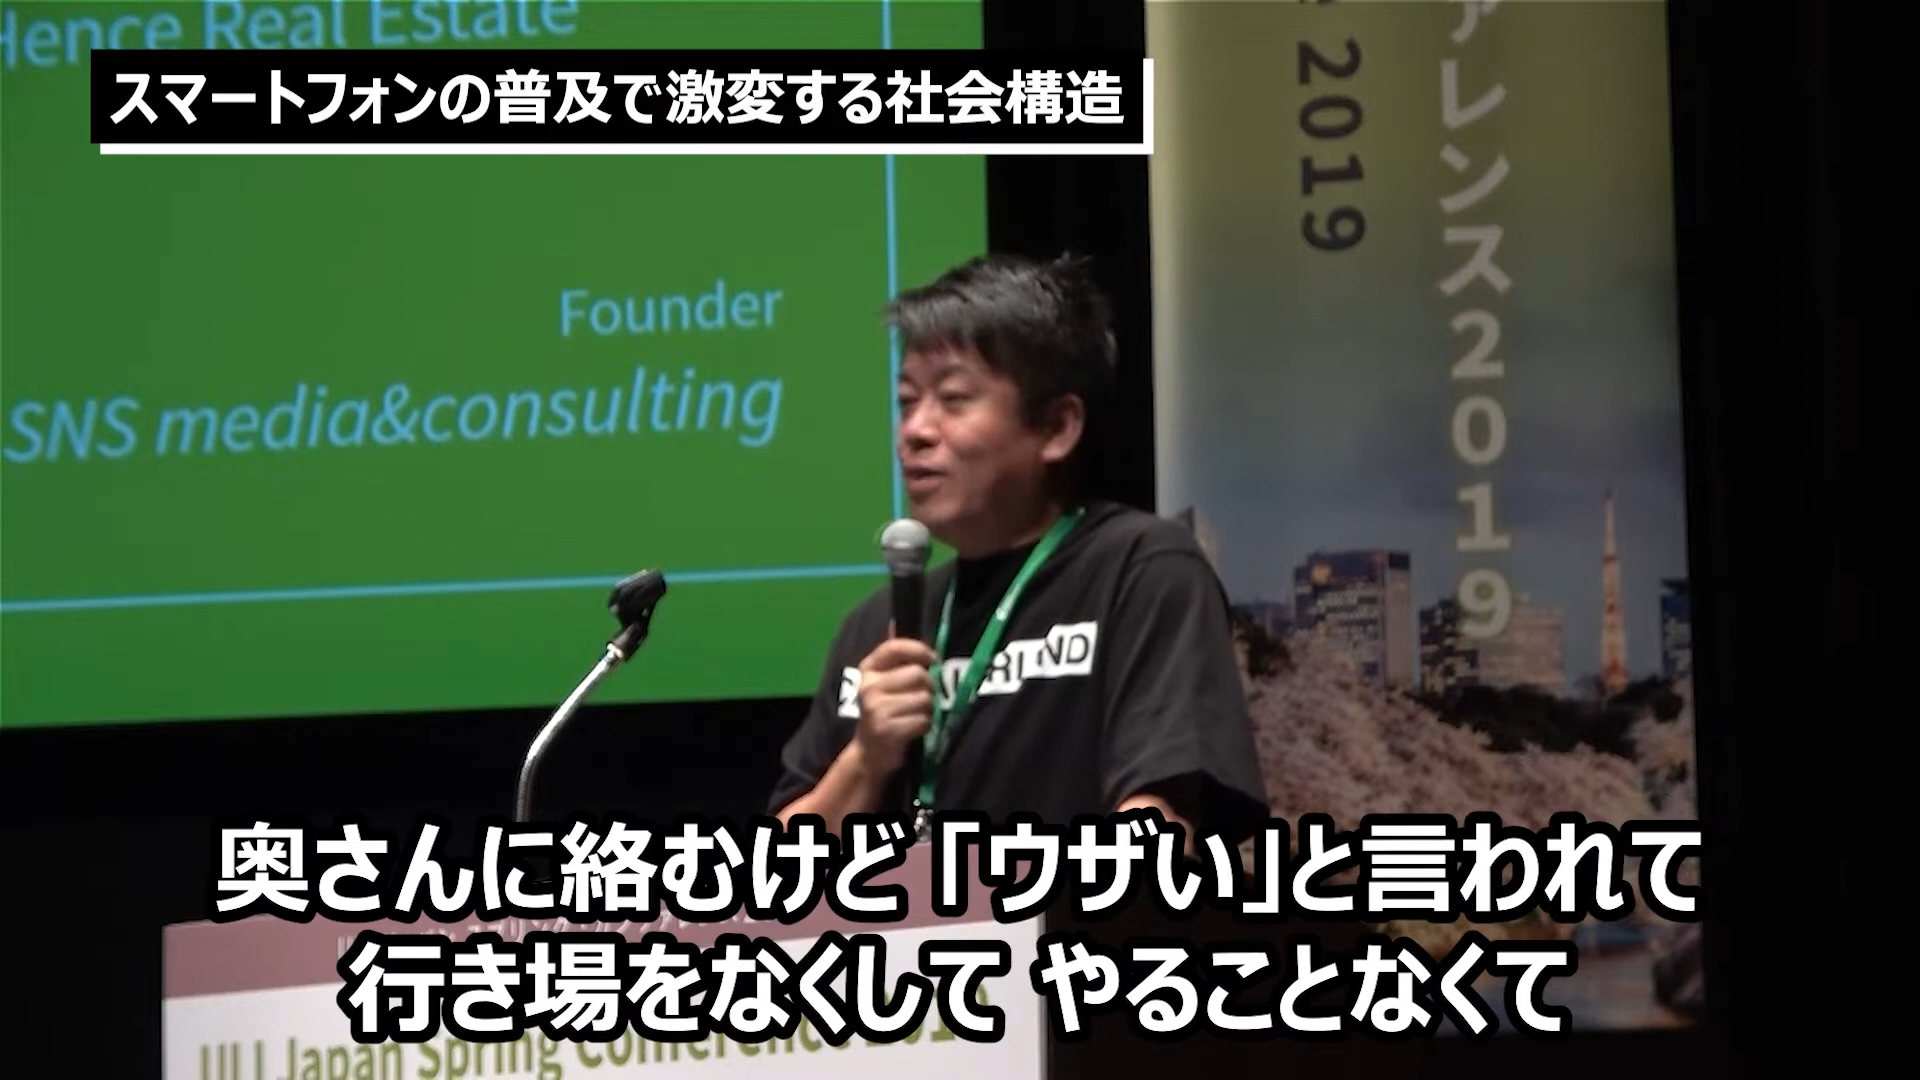 Hence Real Estate
スマートフォンの普及で激変する社会構造
Founder
SNS media&consulting
2019
アレンス2019
ND
奥さんに絡むけど「ウザい」と言われて
行き場をなくして やることなくて
ULI Japan Spring Conference 2019